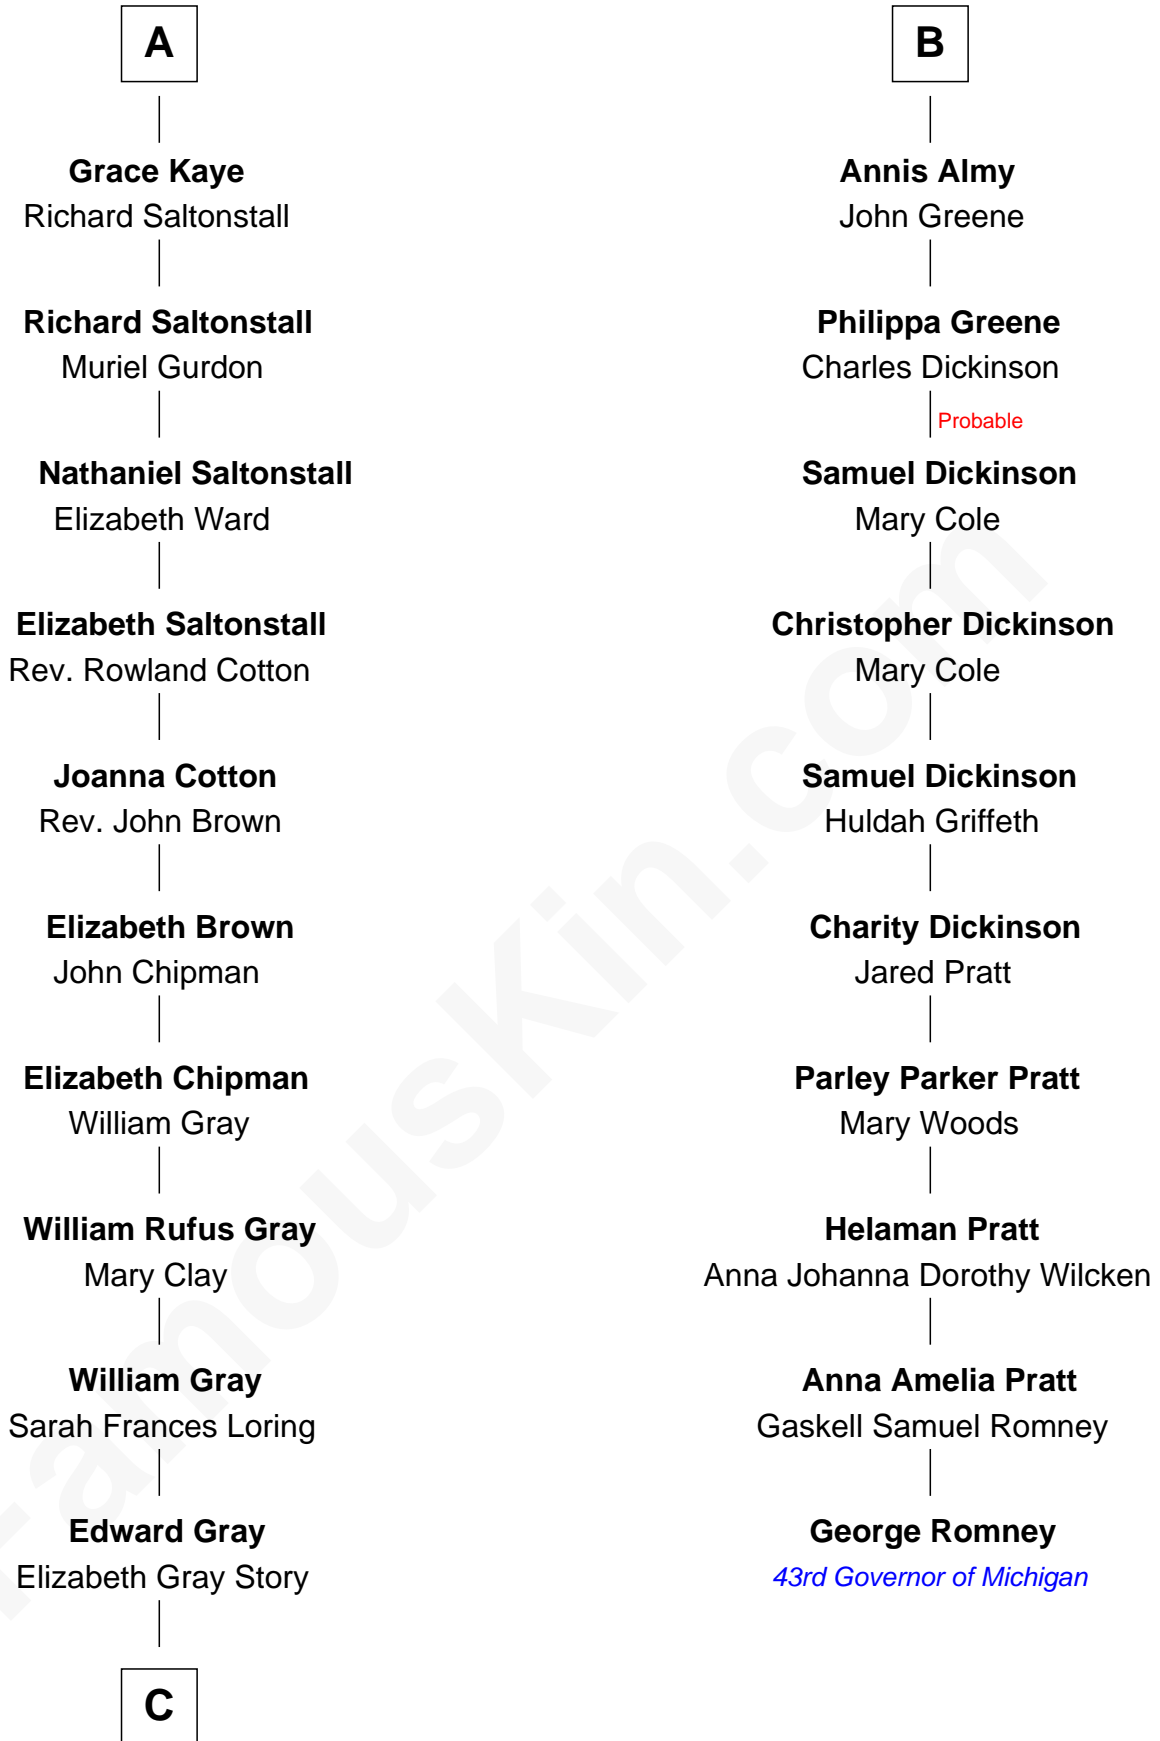 A
Grace Kaye
Richard Saltonstall
Richard Saltonstall
Muriel Gurdon
Nathaniel Saltonstall
Elizabeth Ward
Elizabeth Saltonstall
Rev. Rowland Cotton
Joanna Cotton
Rev. John Brown
Elizabeth Brown
John Chipman
Elizabeth Chipman
William Gray
William Rufus Gray
Mary Clay
William Gray
Sarah Frances Loring
Edward Gray
Elizabeth Gray Story
C
B
Annis Almy
John Greene
Philippa Greene
Charles Dickinson
Probable
Samuel Dickinson
Mary Cole
Christopher Dickinson
Mary Cole
Samuel Dickinson
Huldah Griffeth
Charity Dickinson
Jared Pratt
Parley Parker Pratt
Mary Woods
Helaman Pratt
Anna Johanna Dorothy Wilcken
Anna Amelia Pratt
Gaskell Samuel Romney
George Romney
43rd Governor of Michigan
FamousKin.com